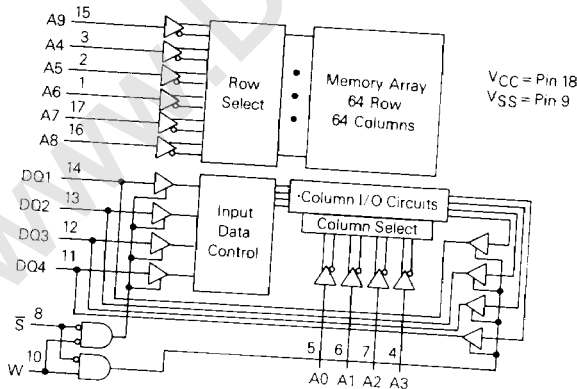 A9 15
A4 3
A5 2
A6 1
A7 17
A8 16
Row
Select
Memory Array
64 Row
64 Columns
VCC = Pin 18
VSS = Pin 9
DQ1 14
DQ2 13
DQ3 12
DQ4 11
Input
Data
Control
Column I/O Circuits
Column Select
S 8
W 10
5 6 7 4
A0 A1 A2 A3
www.D